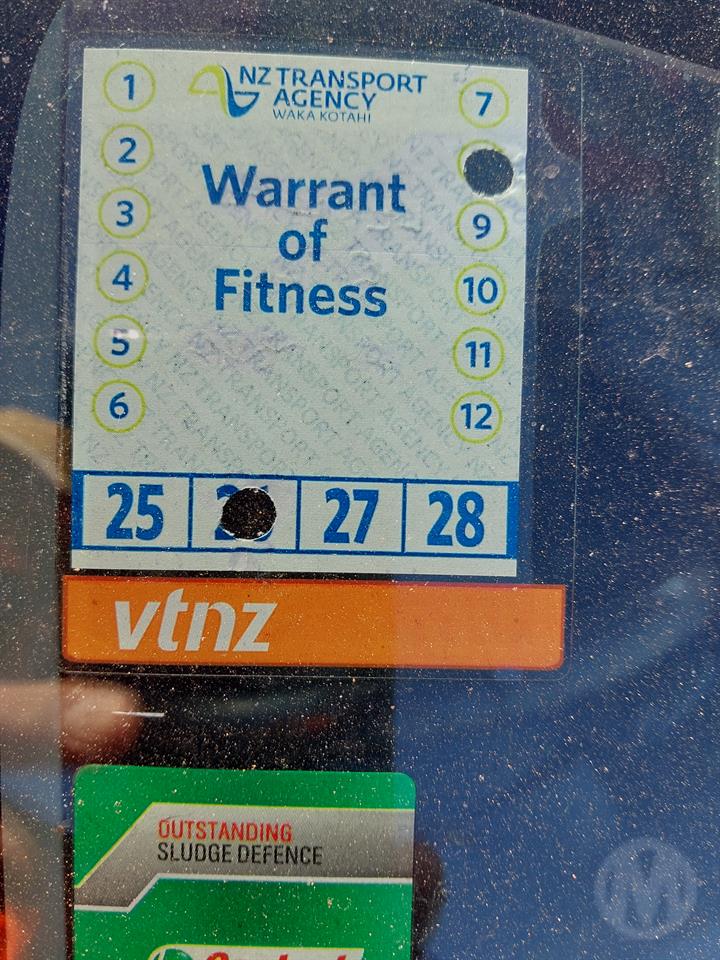 NZ TRANSPORT
AGENCY
WAKA KOTAHI
Warrant
of
Fitness
1
2
3
4
5
6
7
9
10
11
12
25 27 28
vtnz
OUTSTANDING
SLUDGE DEFENCE